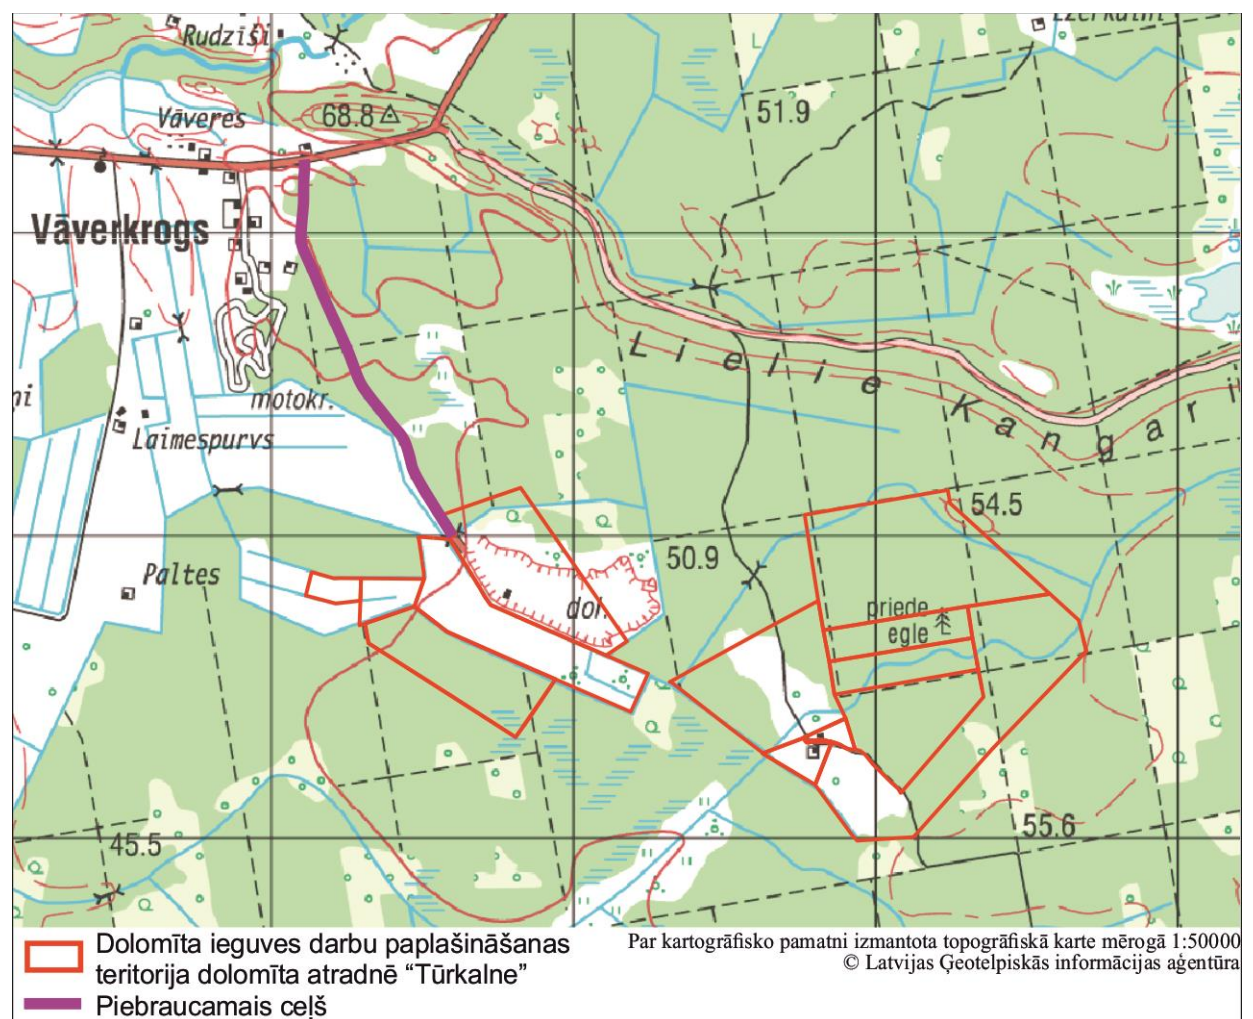 Rudzīši
68.8
51.9
Vāveres
Vāverkrogs
Lielie Kangari
motokr.
Laimespurvs
54.5
50.9
Paltes
dol.
priede
egle
45.5
55.6
Dolomīta ieguves darbu paplašināšanas
teritorija dolomīta atradnē “Tūrkalne”
Piebraucamais ceļš
Par kartogrāfisko pamatni izmantota topogrāfiskā karte mērogā 1:50000
© Latvijas Ģeotelpiskās informācijas aģentūra